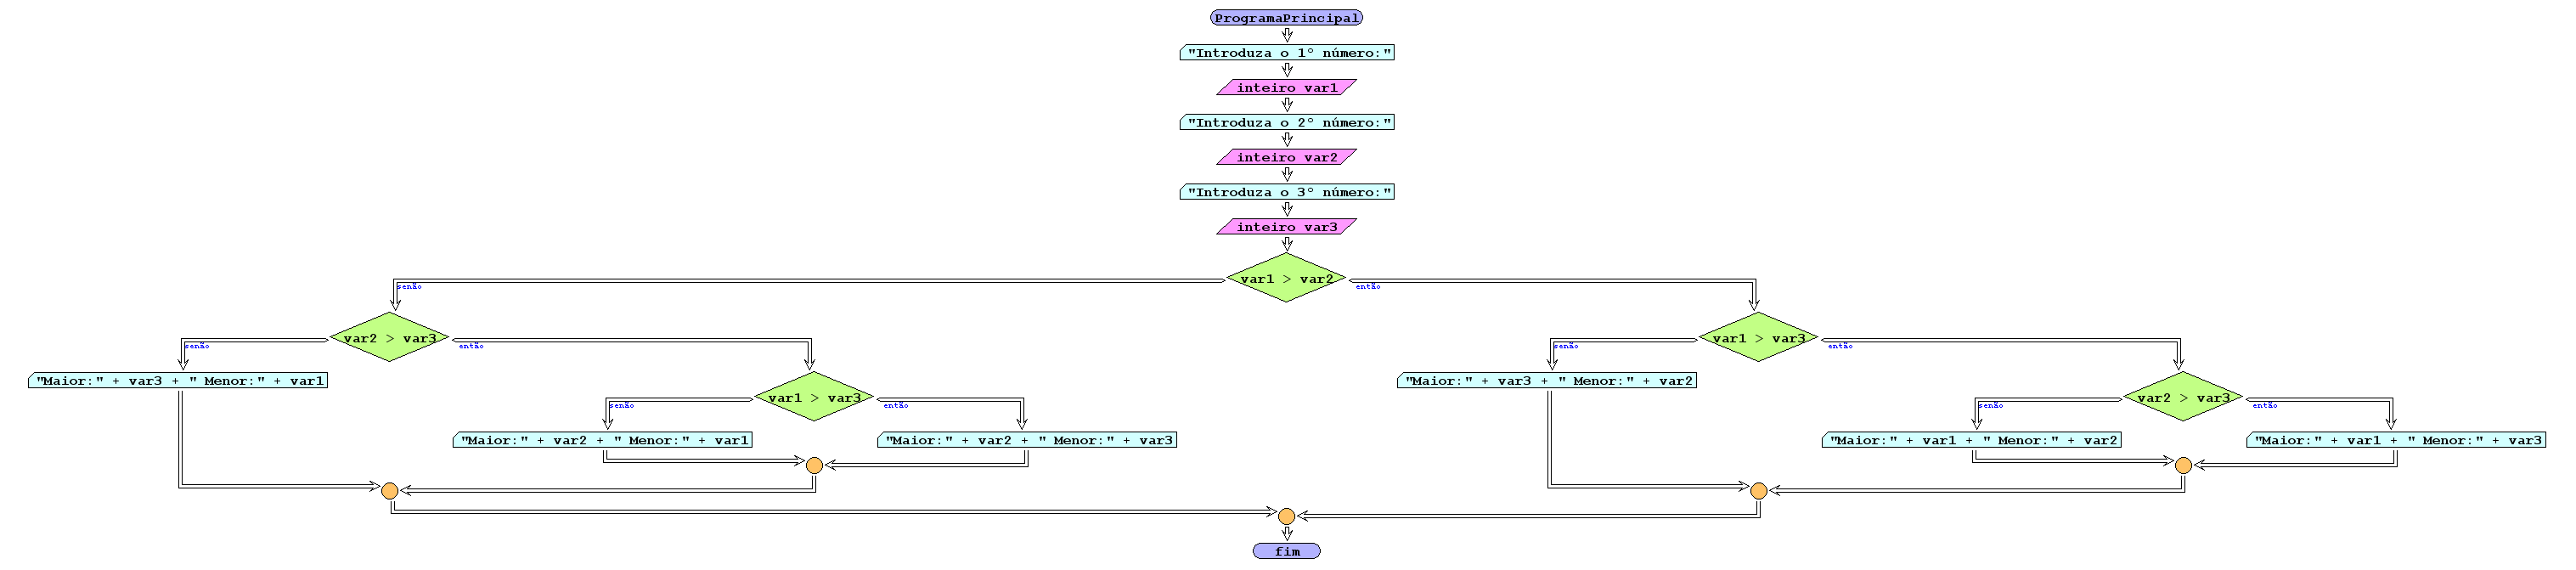 ProgramaPrincipal
"Introduza o 1º número:"
inteiro var1
"Introduza o 2º número:"
inteiro var2
"Introduza o 3º número:"
inteiro var3
var1 > var2
senão
então
var2 > var3
var1 > var3
senão
então
senão
então
"Maior:" + var3 + " Menor:" + var1
"Maior:" + var3 + " Menor:" + var2
var1 > var3
var2 > var3
senão
então
senão
então
"Maior:" + var2 + " Menor:" + var1
"Maior:" + var2 + " Menor:" + var3
"Maior:" + var1 + " Menor:" + var2
"Maior:" + var1 + " Menor:" + var3
fim